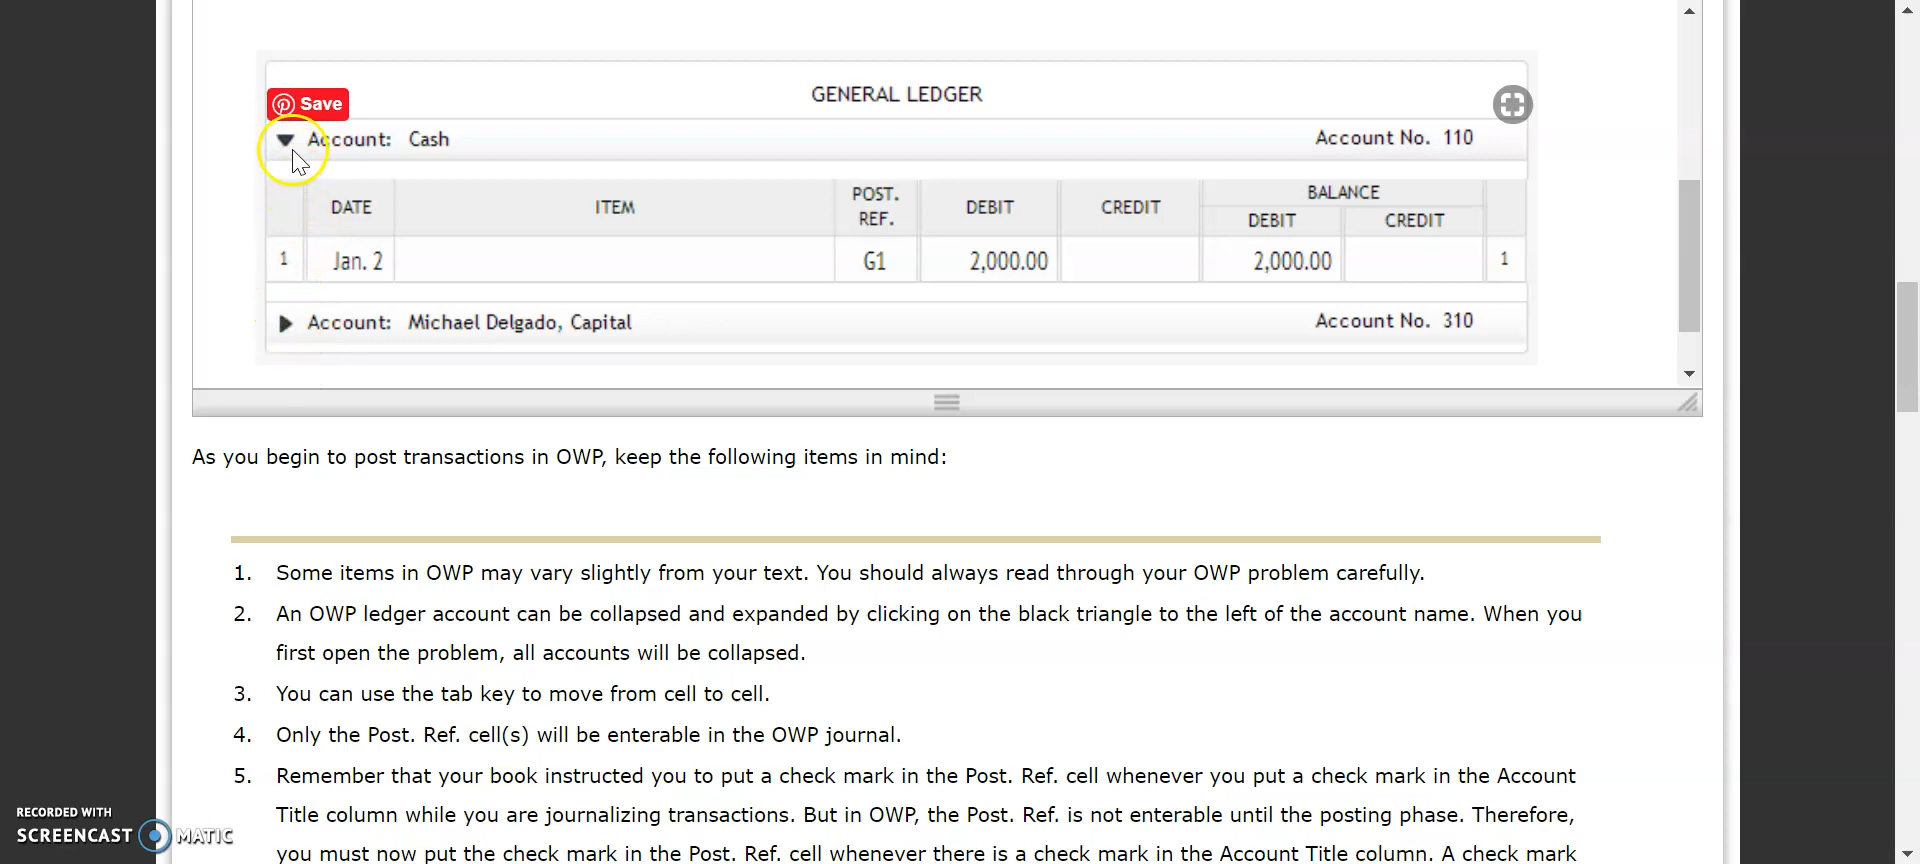 GENERAL LEDGER
Save
Account: Cash Account No. 110
DATE ITEM POST. REF. DEBIT CREDIT BALANCE
DEBIT CREDIT
1 Jan. 2 G1 2,000.00 2,000.00 1
Account: Michael Delgado, Capital Account No. 310
As you begin to post transactions in OWP, keep the following items in mind:
1. Some items in OWP may vary slightly from your text. You should always read through your OWP problem carefully.
2. An OWP ledger account can be collapsed and expanded by clicking on the black triangle to the left of the account name. When you
first open the problem, all accounts will be collapsed.
3. You can use the tab key to move from cell to cell.
4. Only the Post. Ref. cell(s) will be enterable in the OWP journal.
5. Remember that your book instructed you to put a check mark in the Post. Ref. cell whenever you put a check mark in the Account
Title column while you are journalizing transactions. But in OWP, the Post. Ref. is not enterable until the posting phase. Therefore,
you must now put the check mark in the Post. Ref. cell whenever there is a check mark in the Account Title column. A check mark
RECORDED WITH
SCREENCAST MATIC